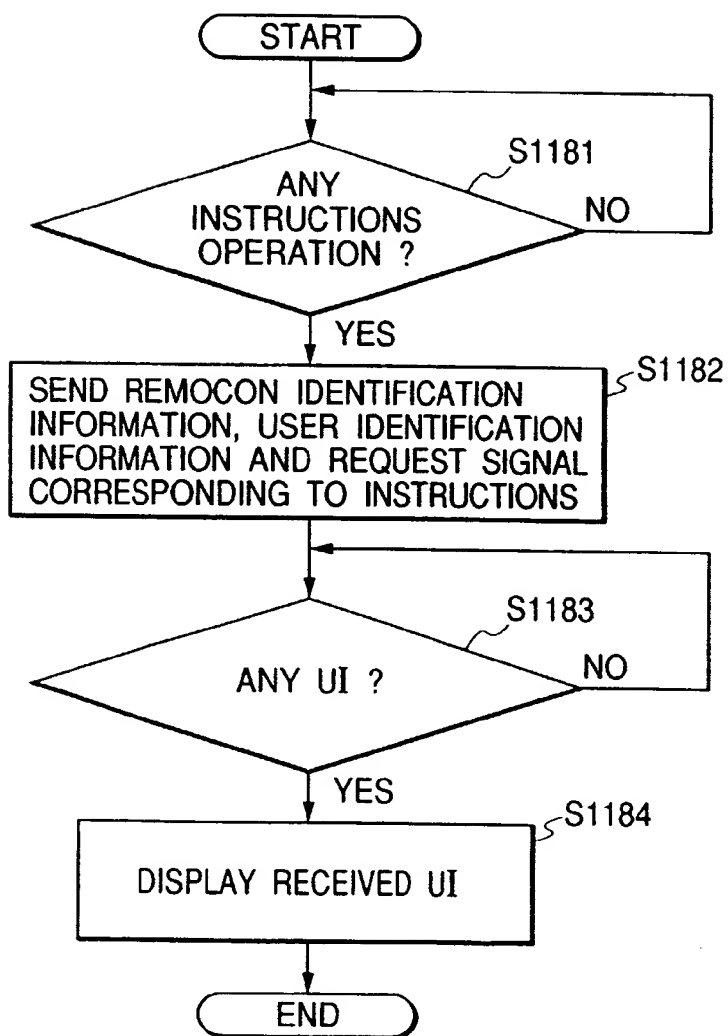 START
S1181
ANY
INSTRUCTIONS
OPERATION ?
NO
YES
S1182
SEND REMOCON IDENTIFICATION
INFORMATION, USER IDENTIFICATION
INFORMATION AND REQUEST SIGNAL
CORRESPONDING TO INSTRUCTIONS
S1183
ANY UI ?
NO
YES
S1184
DISPLAY RECEIVED UI
END